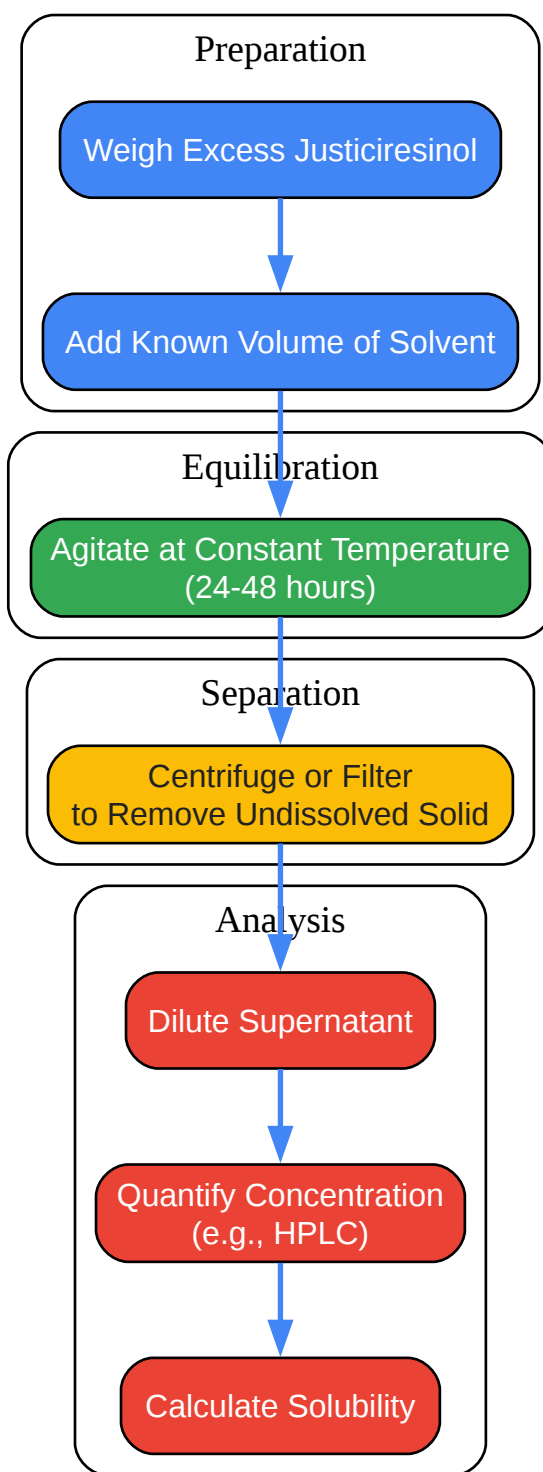 Preparation
Weigh Excess Justiciresinol
Add Known Volume of Solvent
Equilibration
Agitate at Constant Temperature
(24-48 hours)
Separation
Centrifuge or Filter
to Remove Undissolved Solid
Analysis
Dilute Supernatant
Quantify Concentration
(e.g., HPLC)
Calculate Solubility